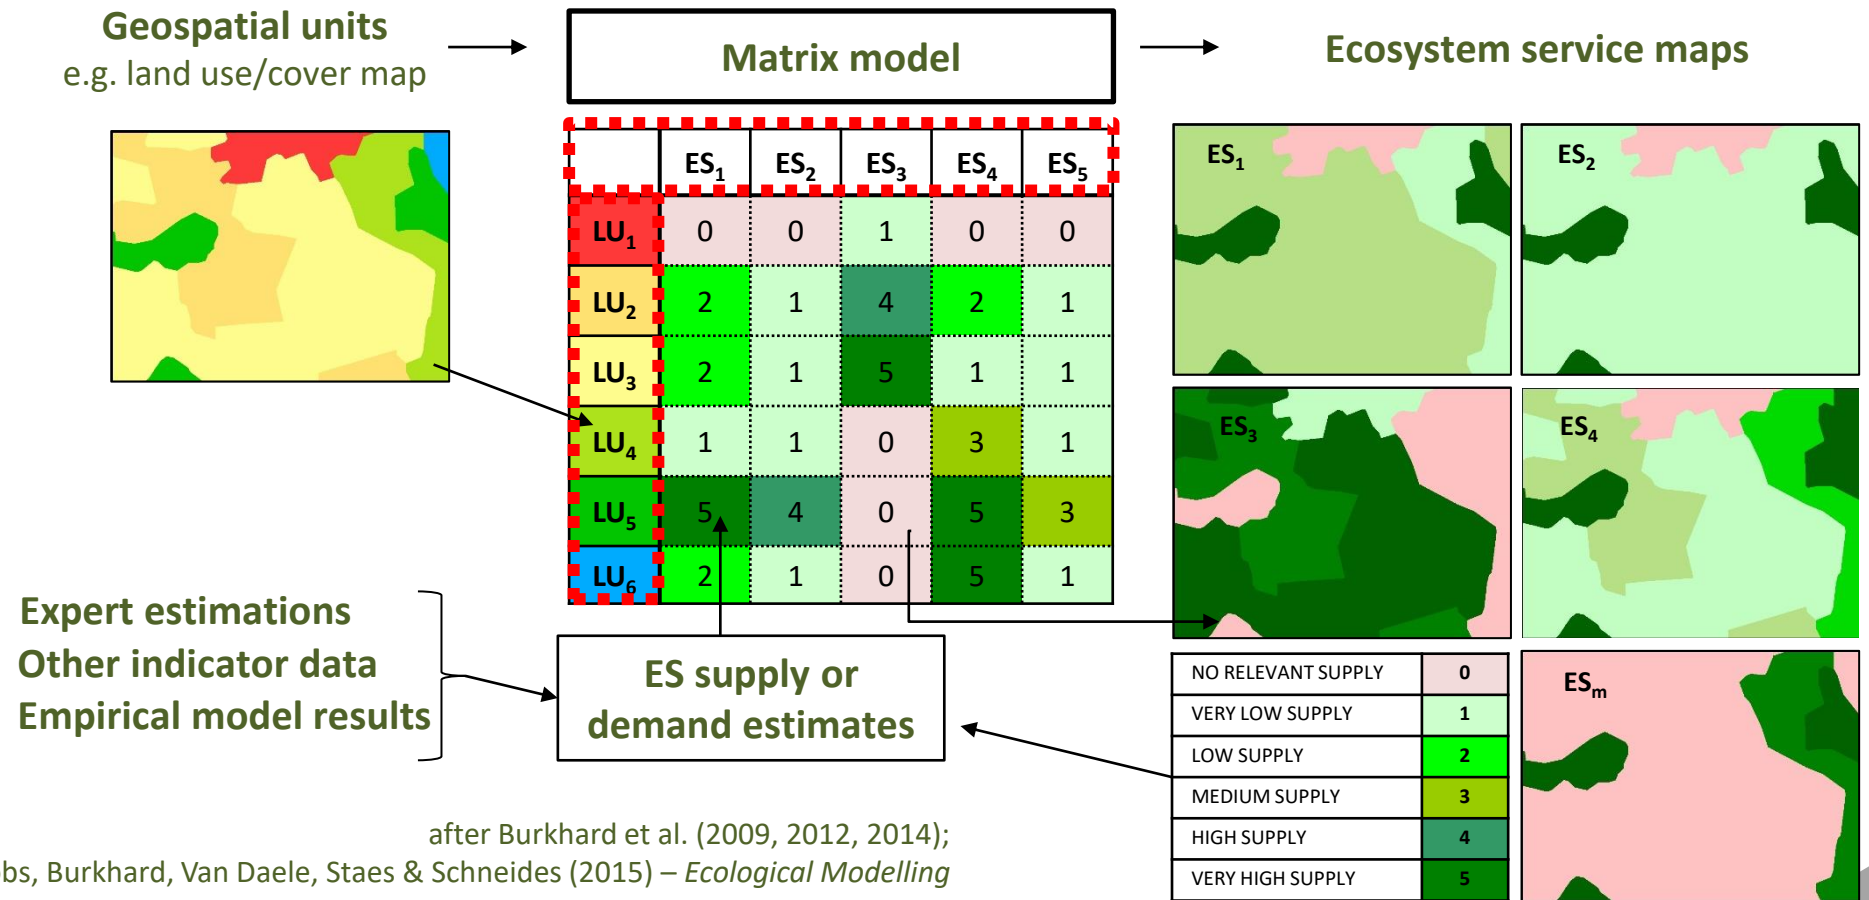 Geospatial units
e.g. land use/cover map
Matrix model
Ecosystem service maps
ES1 ES2 ES3 ES4 ES5
LU1 0 0 1 0 0
LU2 2 1 4 2 1
LU3 2 1 5 1 1
LU4 1 1 0 3 1
LU5 5 4 0 5 3
LU6 2 1 0 5 1
ES1
ES2
ES3
ES4
ESm
Expert estimations
Other indicator data
Empirical model results
ES supply or
demand estimates
NO RELEVANT SUPPLY 0
VERY LOW SUPPLY 1
LOW SUPPLY 2
MEDIUM SUPPLY 3
HIGH SUPPLY 4
VERY HIGH SUPPLY 5
after Burkhard et al. (2009, 2012, 2014);
Burkhard, Van Daele, Staes & Schneides (2015) – Ecological Modelling